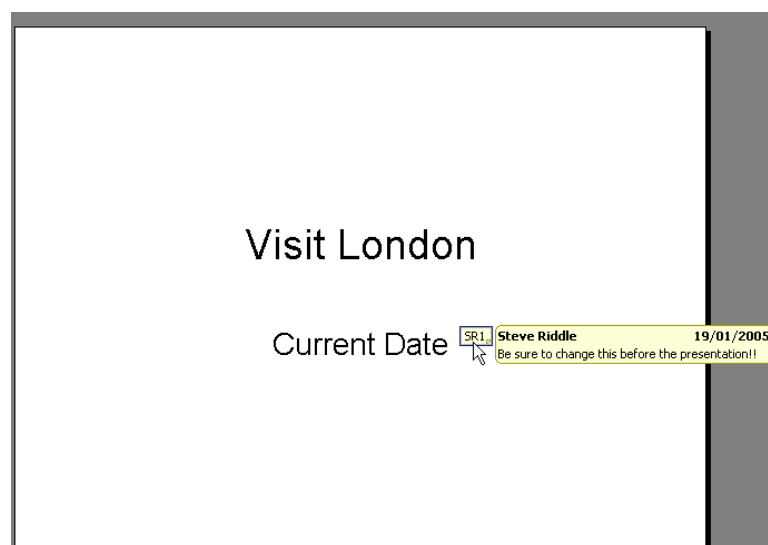 Visit London
Current Date
SR1
Steve Riddle 19/01/2005
Be sure to change this before the presentation!!